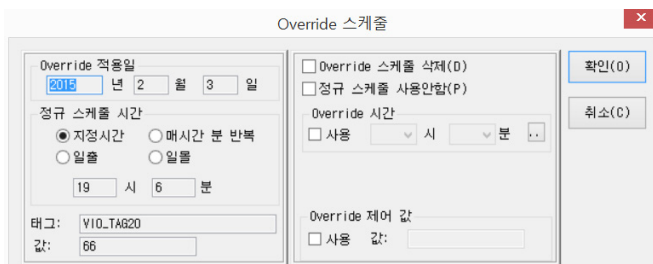 Override 스케줄
Override 적용일
2015 년 2 월 3 일
정규 스케줄 시간
지정시간 매시간 분 반복
일출 일몰
19 시 6 분
태그: VIO_TAG20
값: 66
Override 스케줄 삭제(D)
정규 스케줄 사용안함(P)
Override 시간
사용 시 분 ..
Override 제어 값
사용 값:
확인(O)
취소(C)